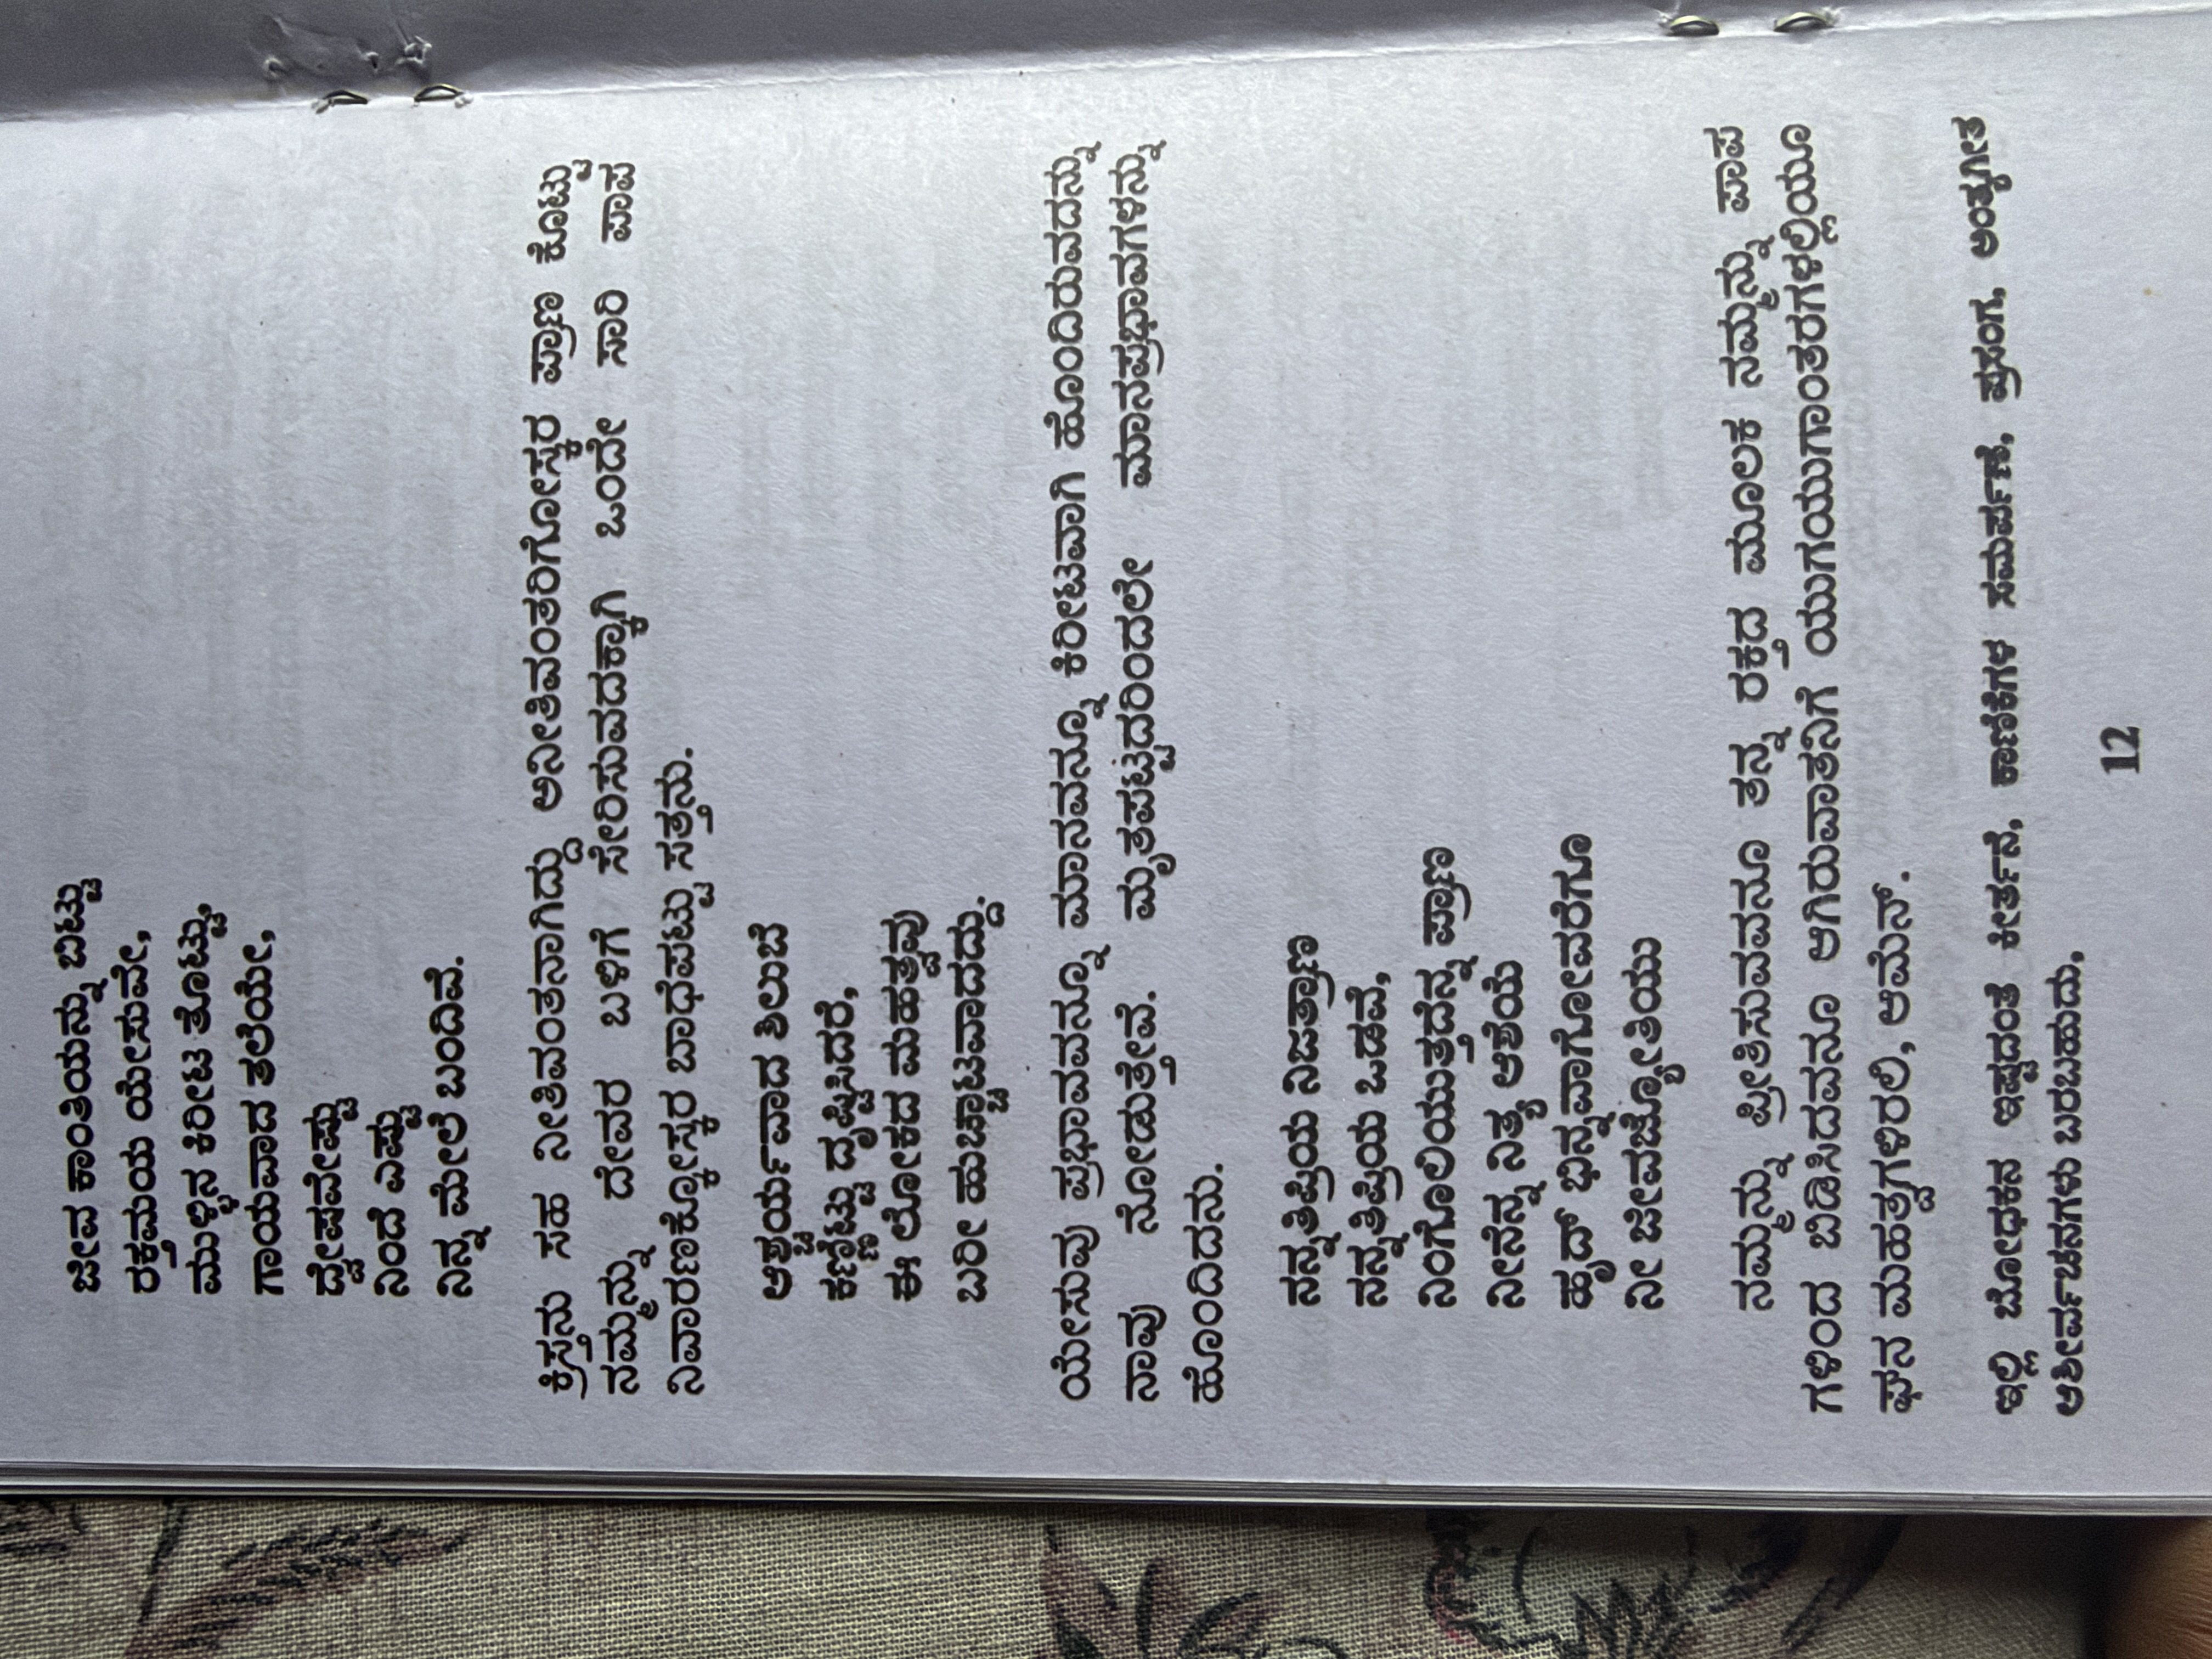 ಜೀವ ಕಾಂತಿಯನ್ನು ಬಿಟ್ಟು
ರಕ್ತಮಯ ಯೇಸುವೇ,
ಮುಳ್ಳಿನ ಕಿರೀಟ ತೊಟ್ಟು,
ಗಾಯವಾದ ತಲೆಯೇ,
ದ್ವೇಷವೇಷ್ಟು
ನಿಂದೆ ಎಷ್ಟು
ನಿನ್ನ ಮೇಲೆ ಬಂದಿವೆ.
ಕ್ರಿಸ್ತನು ಸಹ ನೀತಿವಂತನಾಗಿದ್ದು ಅನೀತಿವಂತರಿಗೋಸ್ಕರ ಪ್ರಾಣ ಕೊಟ್ಟು
ನಮ್ಮನ್ನು ದೇವರ ಬಳಿಗೆ ಸೇರಿಸುವದಕ್ಕಾಗಿ ಒಂದೇ ಸಾರಿ ಪಾಪ
ನಿವಾರಣಕ್ಕೋಸ್ಕರ ಬಾಧೆಪಟ್ಟು ಸತ್ತನು.
ಆಶ್ಚರ್ಯವಾದ ಶಿಲುಬೆ
ಕಣ್ಣಿಟ್ಟು ದೃಷ್ಟಿಸಿದರೆ,
ಈ ಲೋಕದ ಮಹತ್ವವು
ಬರೀ ಹುಚ್ಚಾಟವಾದದ್ದು.
ಯೇಸುವು ಪ್ರಭಾವವನ್ನೂ ಮಾನವನ್ನೂ ಕಿರೀಟವಾಗಿ ಹೊಂದಿರುವದನ್ನು
ನಾವು ನೋಡುತ್ತೇವೆ. ಮೃತಪಟ್ಟದರಿಂದಲೇ ಮಾನಪ್ರಭಾವಗಳನ್ನು
ಹೊಂದಿದನು.
ನನ್ನತಿಪ್ರಿಯ ನಿಜತ್ರಾಣ
ನನ್ನತಿಪ್ರಿಯ ಒಡವೆ,
ನಿಂಗೊಲಿಯುತ್ತದೆನ್ನ ಪ್ರಾಣ
ನೀನೆನ್ನ ನಿತ್ಯ ಆಶೆಯೆ
ಹೃದ್ ಭಿನ್ನವಾಗೋವರೆಗೂ
ನೀ ಜೀವಜ್ಯೋತಿಯು
ನಮ್ಮನ್ನು ಪ್ರೀತಿಸುವವನೂ ತನ್ನ ರಕ್ತದ ಮೂಲಕ ನಮ್ಮನ್ನು ಪಾಪ
ಗಳಿಂದ ಬಿಡಿಸಿದವನೂ ಆಗಿರುವಾತನಿಗೆ ಯುಗಯುಗಾಂತರಗಳಲ್ಲಿಯೂ
ಘನ ಮಹತ್ವಗಳಿರಲಿ, ಆಮೆನ್.
ಇಲ್ಲಿ ಬೋಧಕನ ಇಷ್ಟದಂತೆ ಕೀರ್ತನೆ, ಕಾಣಿಕೆಗಳ ಸಮರ್ಪಣೆ, ಪ್ರಸಂಗ, ಅಂತ್ಯಗೀತ
ಆಶೀರ್ವಚನಗಳು ಬರಬಹುದು.
12